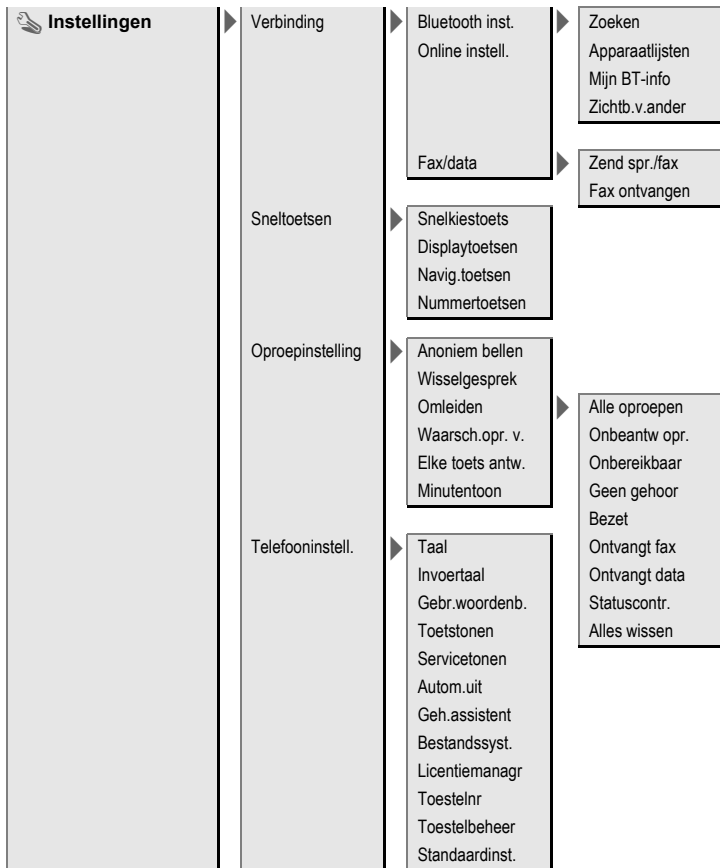 Instellingen
Verbinding
Bluetooth inst.
Zoeken
Apparaatlijsten
Mijn BT-info
Zichtb.v.ander
Online instell.
Fax/data
Zend spr./fax
Fax ontvangen
Sneltoetsen
Snelkiestoets
Displaytoetsen
Navig.toetsen
Nummertoetsen
Oproepinstelling
Anoniem bellen
Wisselgesprek
Omleiden
Alle oproepen
Onbeantw opr.
Onbereikbaar
Geen gehoor
Bezet
Ontvangt fax
Ontvangt data
Statuscontr.
Alles wissen
Waarsch.opr. v.
Elke toets antw.
Minutentoon
Telefooninstell.
Taal
Invoertaal
Gebr.woordenb.
Toetstonen
Servicetonen
Autom.uit
Geh.assistent
Bestandssyst.
Licentiemanagr
Toestelnr
Toestelbeheer
Standaardinst.